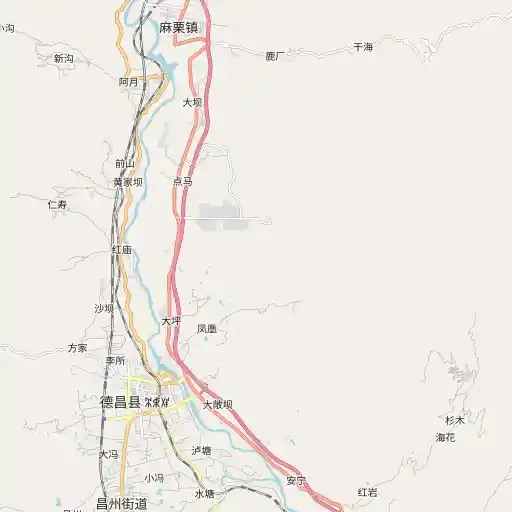 麻栗镇
小沟
干海
新沟
鹿厂
阿月
大坝
前山
黄家坝
点马
仁寿
红庙
沙坝
大坪
凤凰
方家
李所
德昌县
大敞坝
杉木
海花
泸塘
大冯
小冯
安宁
红岩
水塘
昌州街道